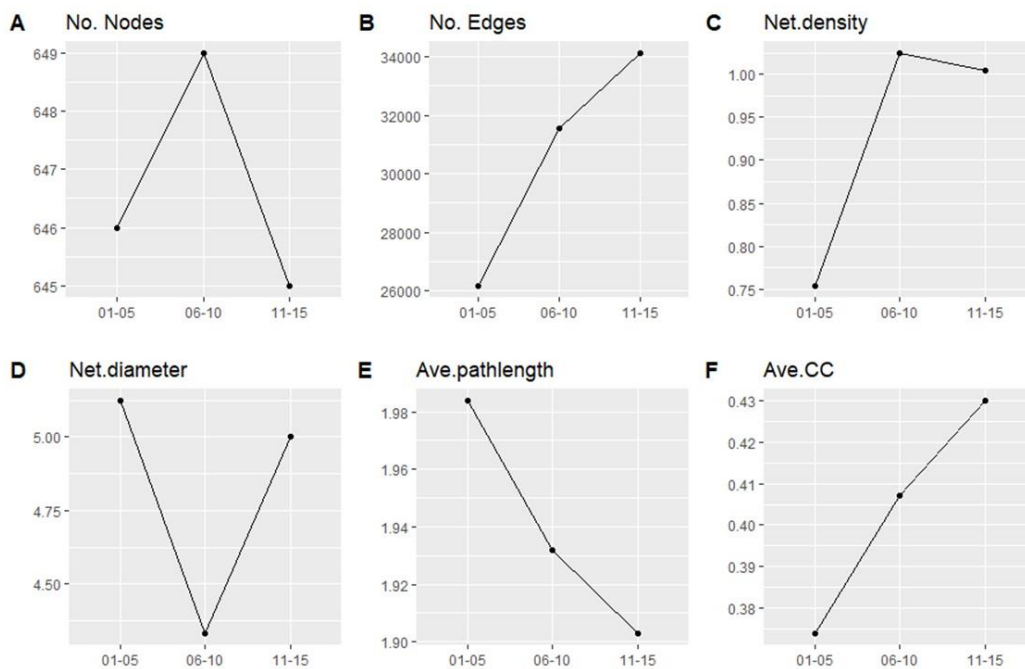 A No. Nodes
649
648
647
646
645
01-05 06-10 11-15
B No. Edges
34000
32000
30000
28000
26000
01-05 06-10 11-15
C Net.density
1.00
0.95
0.90
0.85
0.80
0.75
01-05 06-10 11-15
D Net.diameter
5.00
4.75
4.50
01-05 06-10 11-15
E Ave.pathlength
1.98
1.96
1.94
1.92
1.90
01-05 06-10 11-15
F Ave.CC
0.43
0.42
0.41
0.40
0.39
0.38
01-05 06-10 11-15